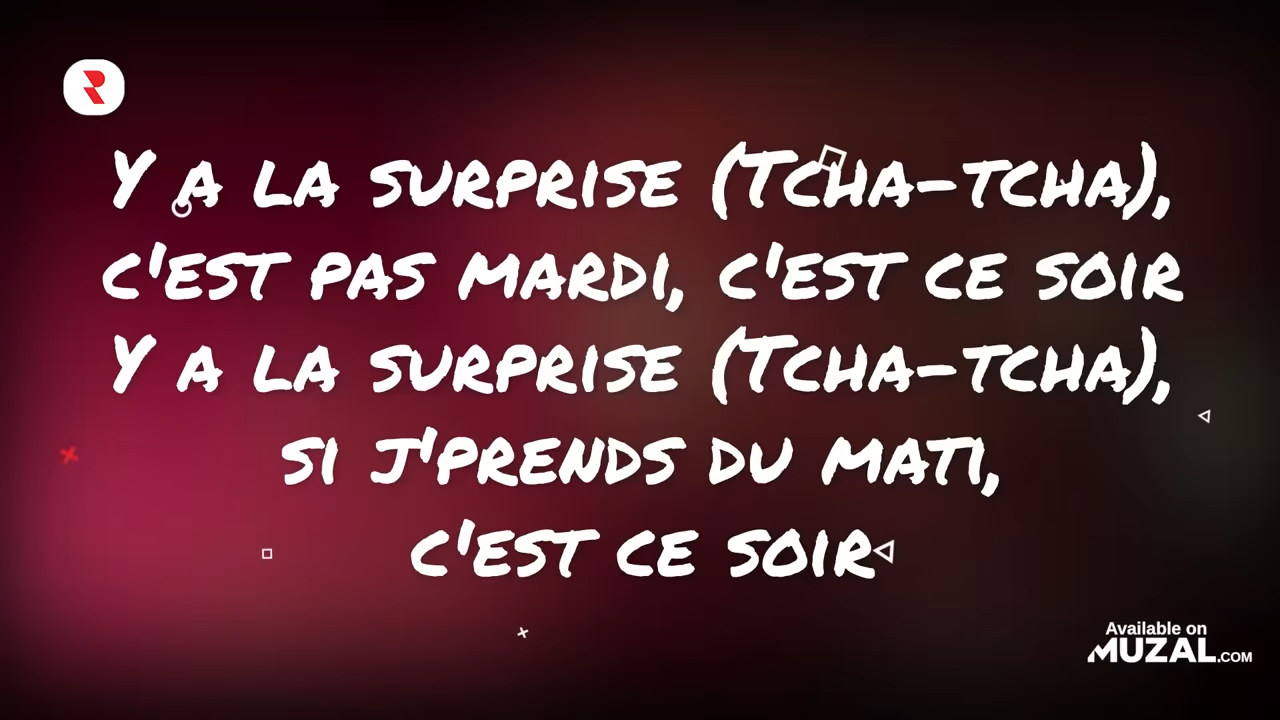 Y a la surprise (Tcha-tcha),
c'est pas mardi, c'est ce soir
Y a la surprise (Tcha-tcha),
si j'prends du mati,
c'est ce soir
Available on
MUZAL.COM